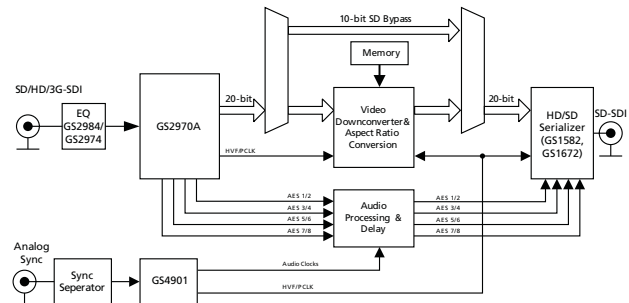 10-bit SD Bypass
Memory
SD/HD/3G-SDI
EQ
GS2984/
GS2974
GS2970A
20-bit
Video
Downconverter&
Aspect Ratio
Conversion
20-bit
HD/SD
Serializer
(GS1582,
GS1672)
SD-SDI
HVF/PCLK
AES 1/2
AES 3/4
AES 5/6
AES 7/8
Audio
Processing &
Delay
AES 1/2
AES 3/4
AES 5/6
AES 7/8
Analog
Sync
Sync
Seperator
GS4901
Audio Clocks
HVF/PCLK